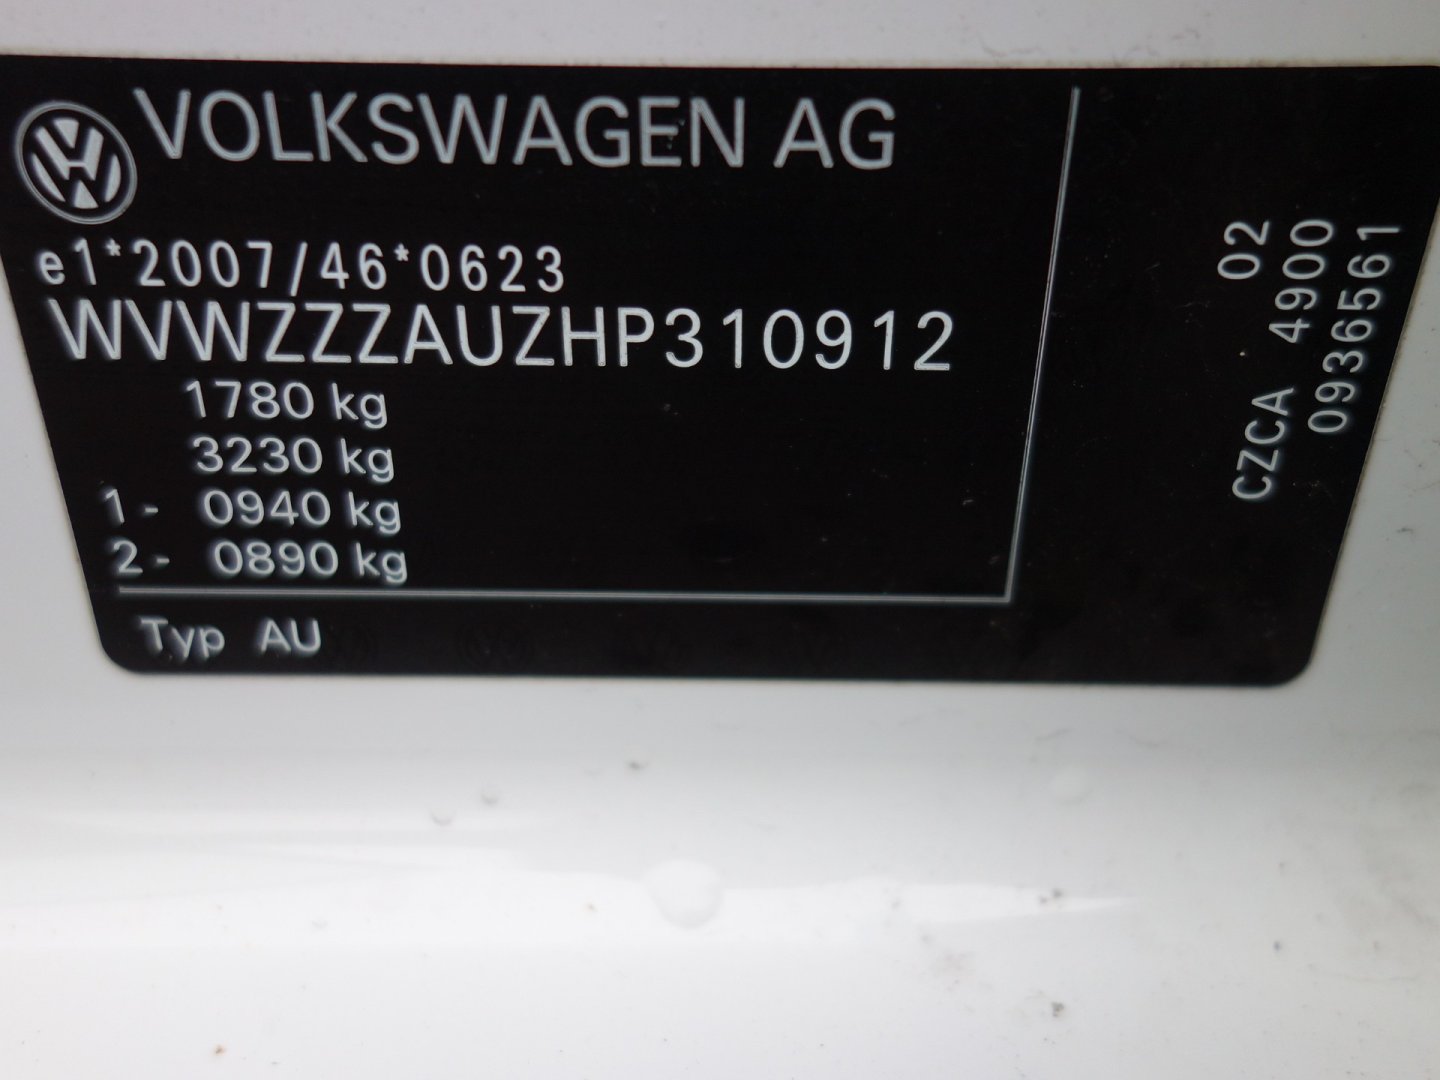 VOLKSWAGEN AG
e1*2007/46*0623
WVWZZZAUZHP310912
1780 kg
3230 kg
1- 0940 kg
2- 0890 kg
Typ AU
02
CZCA 4900
0936561